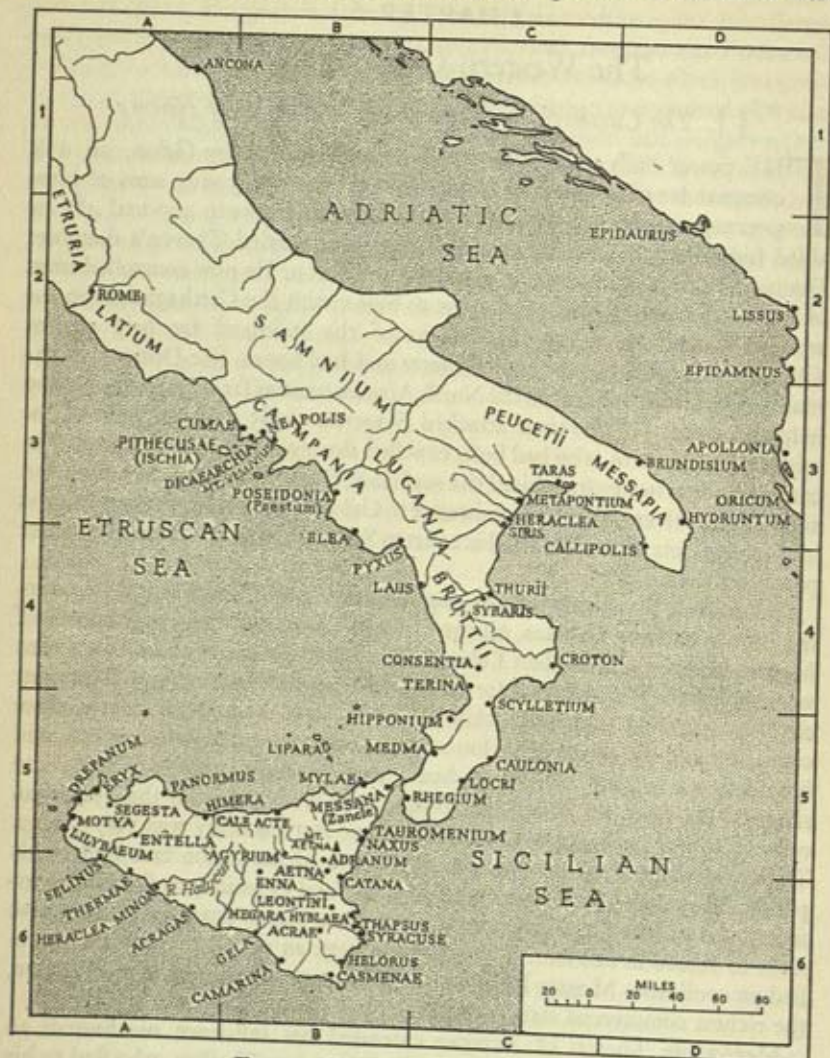 A B C D
ANCONA
1
1
ETRURIA
ADRIATIC
SEA
EPIDAURUS
2
2
ROME
LATIUM
SAMNIUM
LISSUS
EPIDAMNUS
PEUCETII
CAMPANIA
CUMAE
NEAPOLIS
3
PITHECUSAE
(ISCHIA)
DICAEARCHIA
MT. VESUVIUS
LUCANIA
MESSAPIA
APOLLONIA
BRUNDISIUM
3
TARAS
POSEIDONIA
(Paestum)
METAPONTIUM
ORICUM
HYDRUNTUM
HERACLEA
SIRIS
ETRUSCAN
SEA
ELEA
PYXUS
CALLIPOLIS
BRUTTII
LAUS
THURII
SYBARIS
4
4
CONSENTIA
CROTON
TERINA
SCYLLETIUM
HIPPONIUM
LIPARA
MEDMA
CAULONIA
DREPANUM
ERYX
PANORMUS
MYLAE
LOCRI
5
5
SEGESTA
HIMERA
MESSANA
(Zancle)
RHEGIUM
MOTYA
CALE ACTE
TAUROMENIUM
LILYBAEUM
ENTELLA
MT.
AETNA
NAXUS
AGYRIUM
ADRANUM
SICILIAN
SEA
SELINUS
AETNA
CATANA
THERMAE
R. Halycus
ENNA
LEONTINI
HERACLEA MINOA
MEGARA HYBLAEA
THAPSUS
ACRAGAS
ACRAE
SYRACUSE
6
6
GELA
HELORUS
CAMARINA
CASMENAE
MILES
20 0 20 40 60 80
A B C D